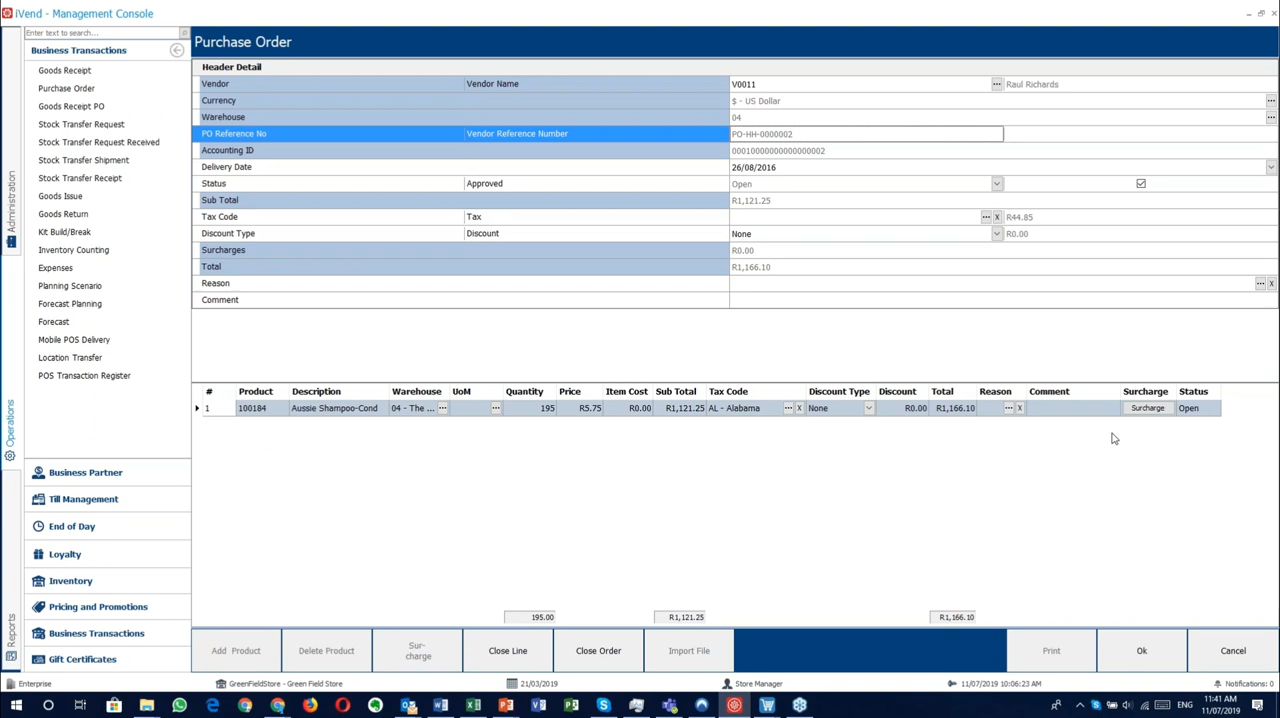 iVend - Management Console
Enter text to search...
Business Transactions
Goods Receipt
Purchase Order
Goods Receipt PO
Stock Transfer Request
Stock Transfer Request Received
Stock Transfer Shipment
Stock Transfer Receipt
Goods Issue
Goods Return
Kit Build/Break
Inventory Counting
Expenses
Planning Scenario
Forecast Planning
Forecast
Mobile POS Delivery
Location Transfer
POS Transaction Register
Business Partner
Till Management
End of Day
Loyalty
Inventory
Pricing and Promotions
Business Transactions
Gift Certificates
Administration
Operations
Reports
Purchase Order
Header Detail
Vendor Vendor Name V0011 ... Raul Richards
Currency $ - US Dollar ...
Warehouse 04 ...
PO Reference No Vendor Reference Number PO-HH-0000002
Accounting ID 00010000000000000002
Delivery Date 26/08/2016
Status Approved Open
Sub Total R1,121.25
Tax Code Tax ... X R44.85
Discount Type Discount None R0.00
Surcharges R0.00
Total R1,166.10
Reason ... X
Comment
# Product Description Warehouse UoM Quantity Price Item Cost Sub Total Tax Code Discount Type Discount Total Reason Comment Surcharge Status
1 100184 Aussie Shampoo-Cond 04 - The ... ... ... 195 R5.75 R0.00 R1,121.25 AL - Alabama ... X None R0.00 R1,166.10 ... X Surcharge Open
195.00 R1,121.25 R1,166.10
Add Product Delete Product Sur-
charge Close Line Close Order Import File Print Ok Cancel
Enterprise GreenFieldStore - Green Field Store 21/03/2019 Store Manager 11/07/2019 10:06:23 AM Notifications: 0
ENG 11:41 AM
11/07/2019